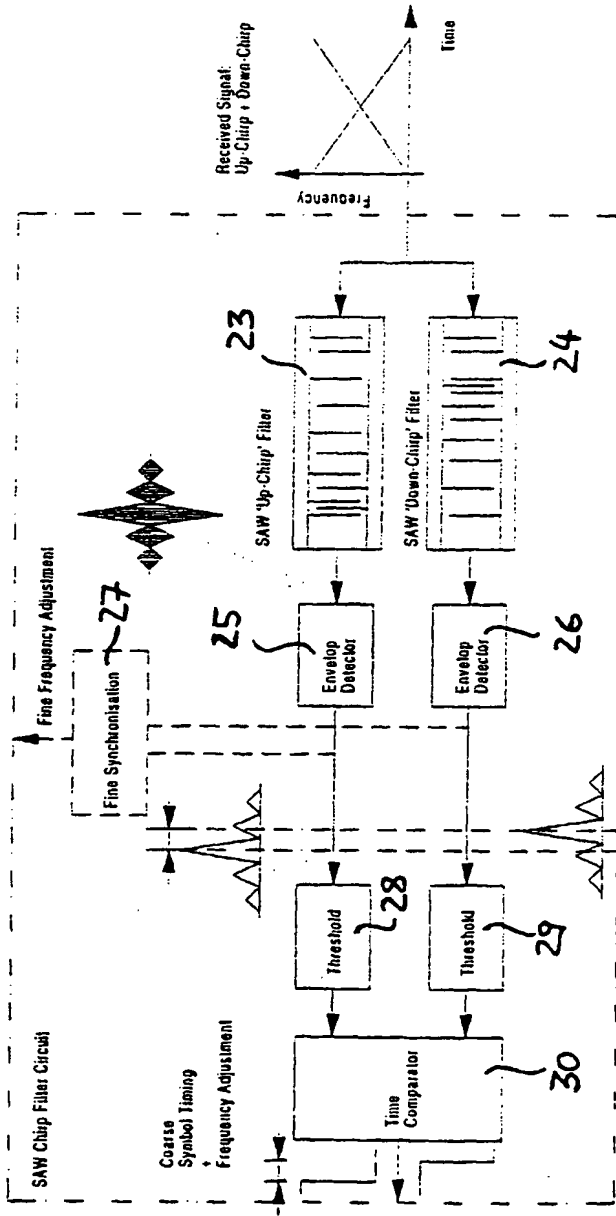 SAW Chirp Filter Circuit
Coarse
Symbol Timing
+
Frequency Adjustment
Fine Frequency Adjustment
27
Fine Synchronisation
Received Signal:
Up-Chirp + Down-Chirp
Frequency
Time
SAW 'Up-Chirp' Filter
23
25
Envelop
Detector
Threshold
28
Time
Comparator
30
SAW 'Down-Chirp' Filter
24
Envelop
Detector
26
Threshold
29